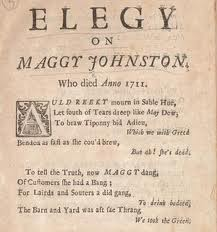 ELEGY
ON
MAGGY JOHNSTON,
Who died Anno 1711.
AULD REEKY mourn in Sable Hue,
Let fouth of Tears dreep like May Dew,
To braw Tippony bid Adieu,
Which we with Greed
Bended as fast as she cou'd brew,
But ah! she's dead.
To tell the Truth, now MAGGY dang,
Of Customers she had a Bang;
For Lairds and Souters a did gang,
To drink bedeen,
The Barn and Yard was aft sae Thrang
We took the Green.